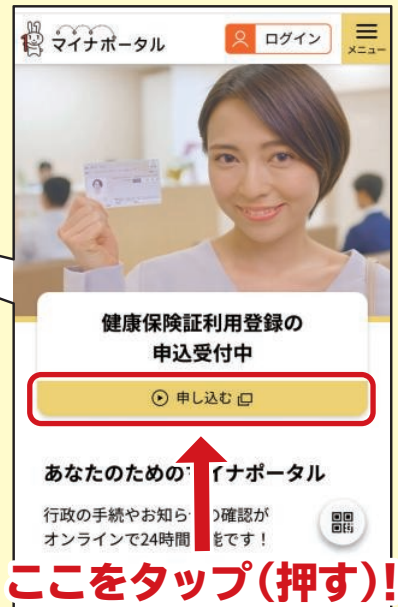 マイナポータル
ログイン
メニュー
健康保険証利用登録の
申込受付中
申し込む
あなたのための
イナポータル
行政の手続やお知ら
の確認が
オンラインで24時間
能です!
ここをタップ(押す)!